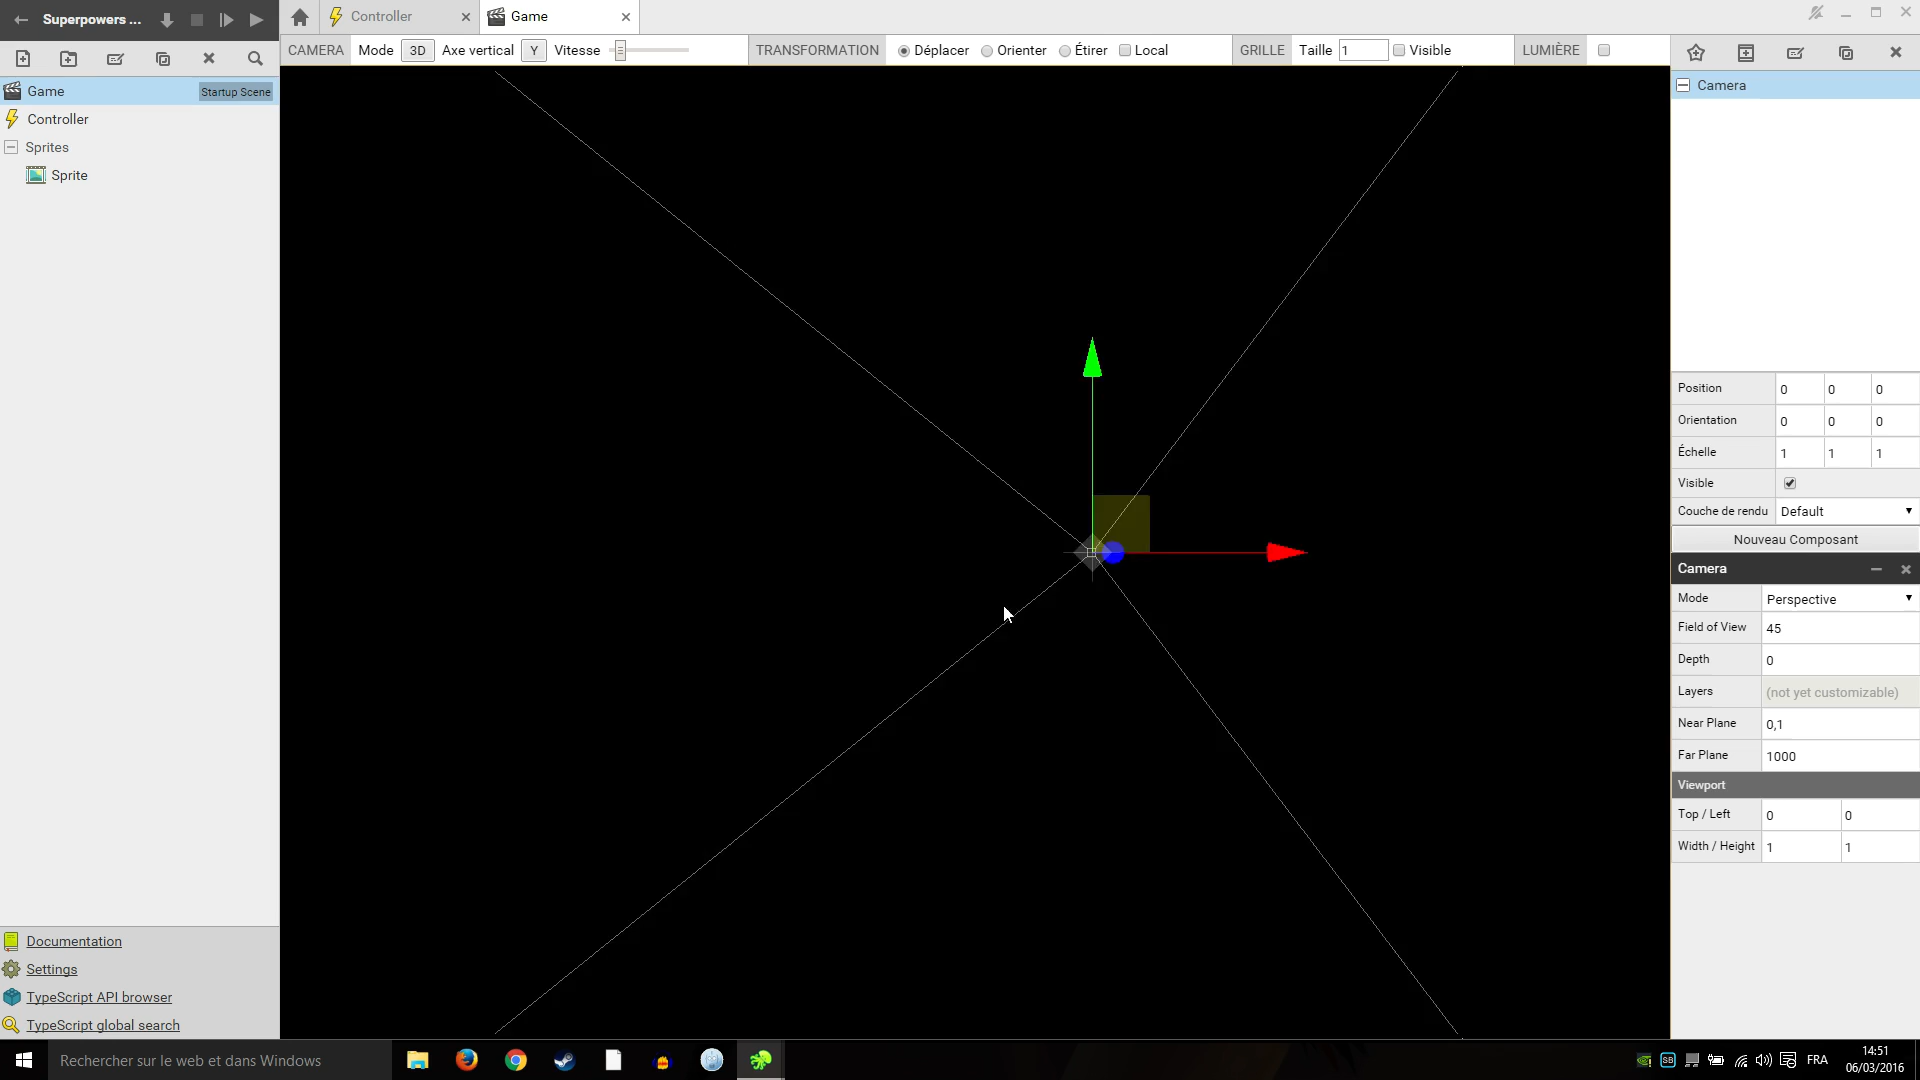 Superpowers ...
Controller
Game
CAMERA Mode 3D Axe vertical Y Vitesse TRANSFORMATION Déplacer Orienter Étirer Local GRILLE Taille 1 Visible LUMIÈRE
Game Startup Scene
Controller
Sprites
Sprite
Camera
Position 0 0 0
Orientation 0 0 0
Échelle 1 1 1
Visible
Couche de rendu Default
Nouveau Composant
Camera
Mode Perspective
Field of View 45
Depth 0
Layers (not yet customizable)
Near Plane 0,1
Far Plane 1000
Viewport
Top / Left 0 0
Width / Height 1 1
Documentation
Settings
TypeScript API browser
TypeScript global search
Rechercher sur le web et dans Windows
SB
FRA
14:51
06/03/2016